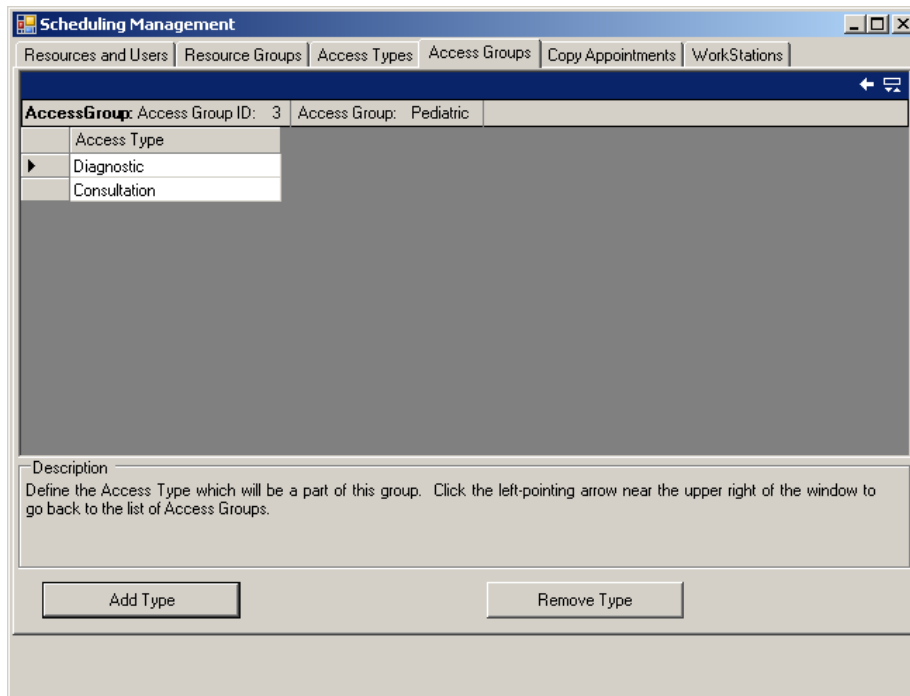 Scheduling Management
Resources and Users Resource Groups Access Types Access Groups Copy Appointments WorkStations
AccessGroup: Access Group ID: 3 Access Group: Pediatric
Access Type
Diagnostic
Consultation
Description
Define the Access Type which will be a part of this group. Click the left-pointing arrow near the upper right of the window to
go back to the list of Access Groups.
Add Type Remove Type